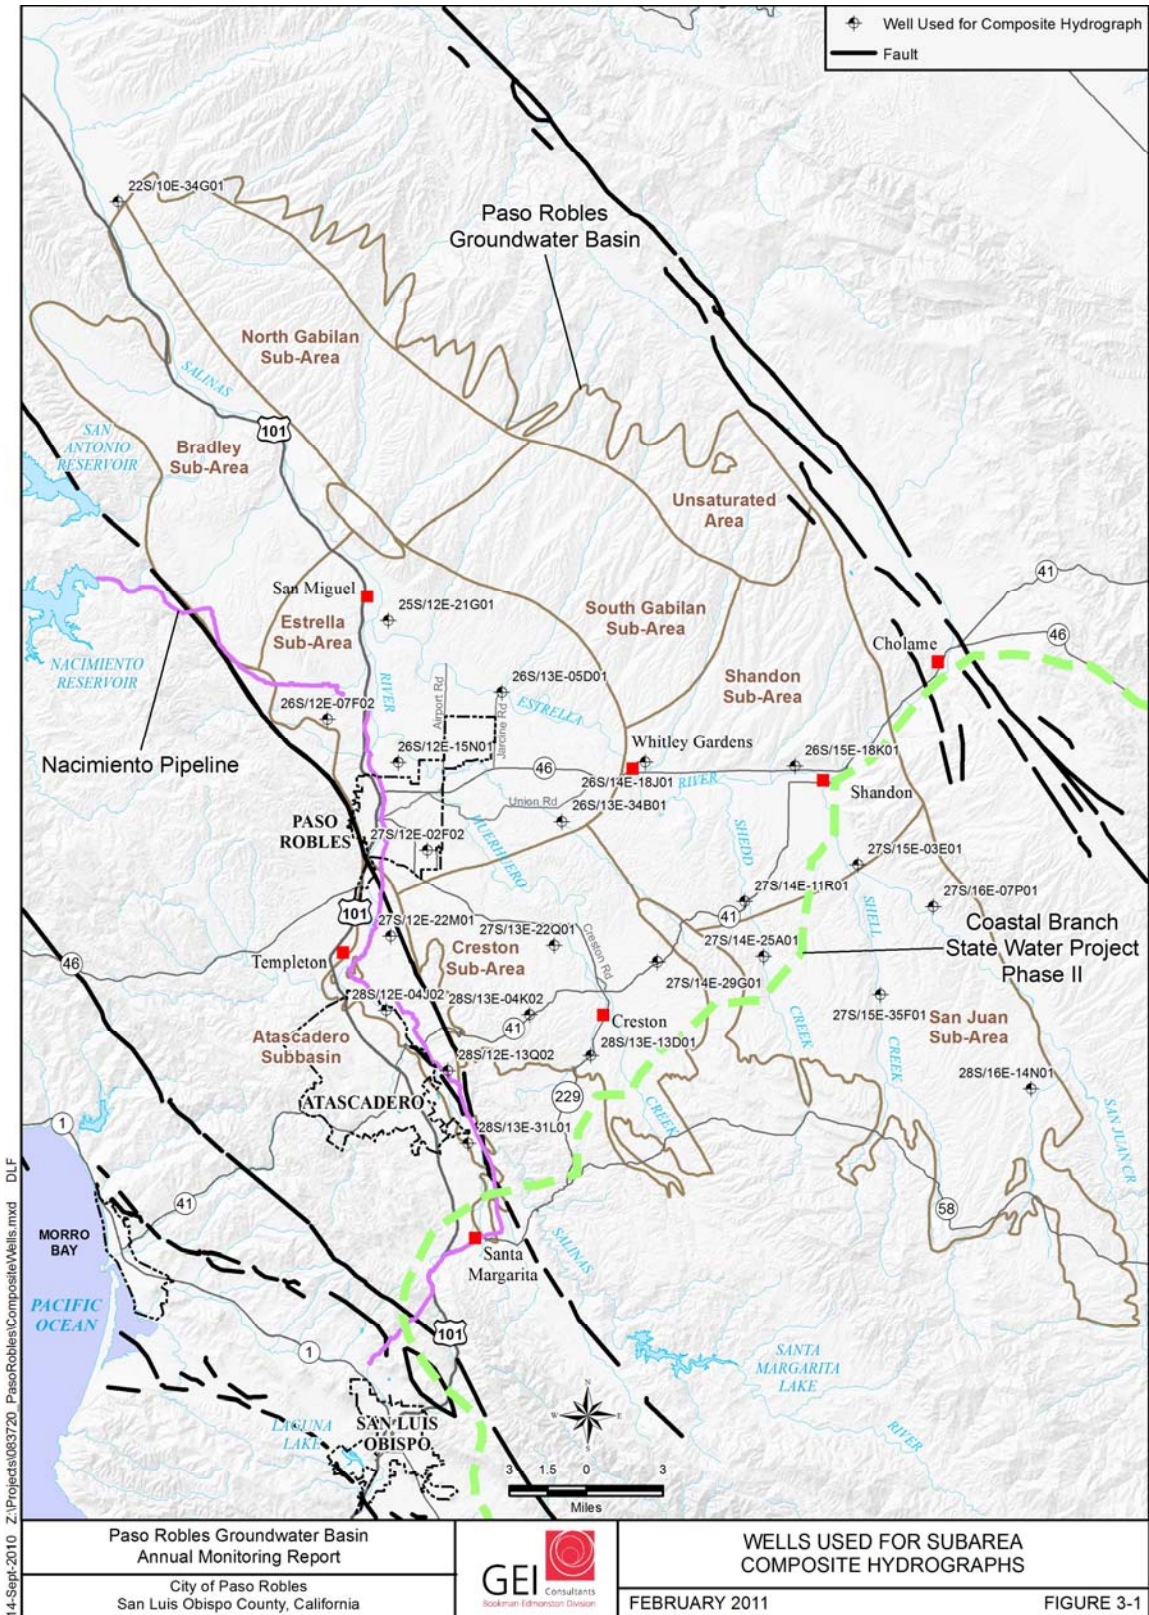 Well Used for Composite Hydrograph
Fault
22S/10E-34G01
Paso Robles
Groundwater Basin
North Gabilan
Sub-Area
SALINAS
101
SAN
ANTONIO
RESERVOIR
Bradley
Sub-Area
Unsaturated
Area
41
San Miguel
25S/12E-21G01
Estrella
Sub-Area
South Gabilan
Sub-Area
46
Cholame
NACIMIENTO
RESERVOIR
RIVER
Airport Rd
Jarcine Rd
26S/13E-05D01
ESTRELLA
Shandon
Sub-Area
26S/12E-07F02
Nacimiento Pipeline
26S/12E-15N01
46
Whitley Gardens
26S/15E-18K01
26S/14E-18J01
RIVER
Shandon
Union Rd
26S/13E-34B01
PASO
ROBLES
27S/12E-02F02
HUERHUERO
SHEDD
27S/15E-03E01
27S/14E-11R01
27S/16E-07P01
101
27S/12E-22M01
27S/13E-22Q01
Creston Rd
41
SHELL
Coastal Branch
State Water Project
Phase II
46
Templeton
Creston
Sub-Area
27S/14E-25A01
27S/14E-29G01
28S/12E-04J02
28S/13E-04K02
41
Creston
CREEK
27S/15E-35F01
San Juan
Sub-Area
Atascadero
Subbasin
28S/12E-13Q02
28S/13E-13D01
CREEK
28S/16E-14N01
ATASCADERO
229
CREEK
1
28S/13E-31L01
SAN JUAN CR
41
58
MORRO
BAY
SALINAS
Santa
Margarita
PACIFIC
OCEAN
101
1
SANTA
MARGARITA
LAKE
LAGUNA
LAKE
SAN LUIS
OBISPO
N
W
E
S
RIVER
3 1.5 0 3
Miles
14-Sept-2010 Z:\Projects\083720_PasoRobles\CompositeWells.mxd DLF
Paso Robles Groundwater Basin
Annual Monitoring Report
City of Paso Robles
San Luis Obispo County, California
GEI Consultants
Bookman-Edmonston Division
WELLS USED FOR SUBAREA
COMPOSITE HYDROGRAPHS
FEBRUARY 2011
FIGURE 3-1